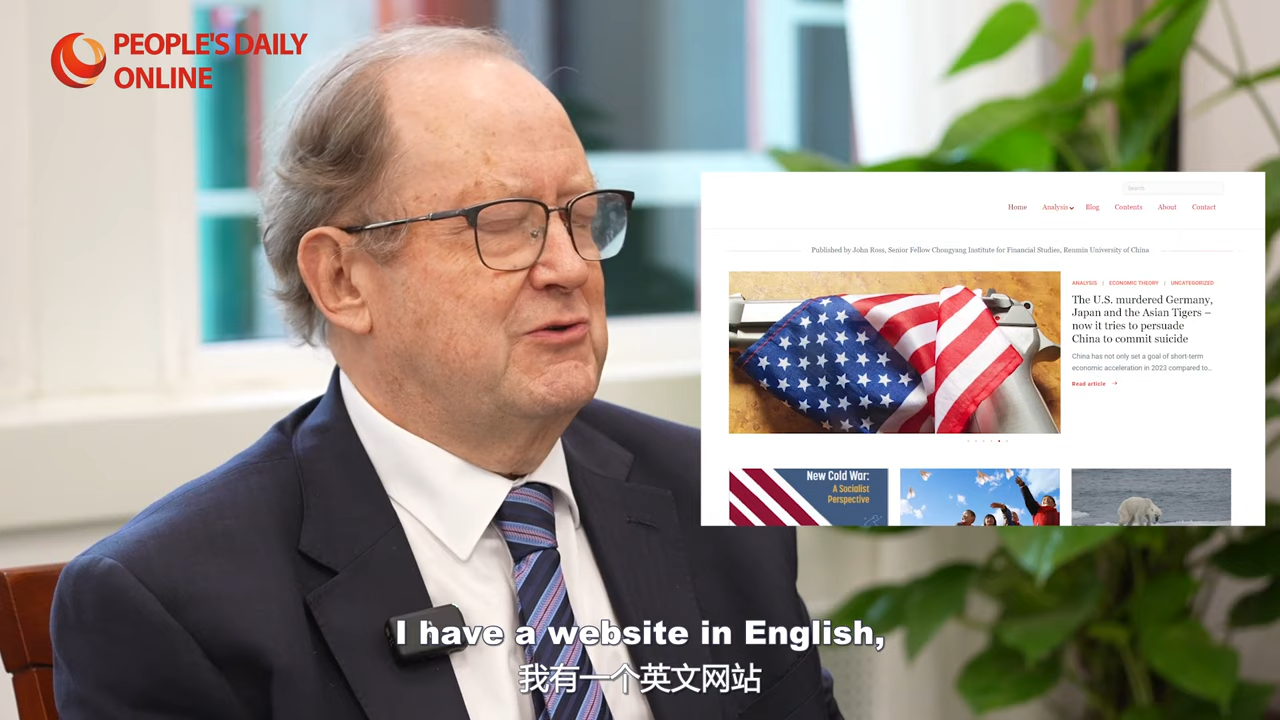 PEOPLE'S DAILY
ONLINE
Search
Home Analysis Blog Contents About Contact
Published by John Ross, Senior Fellow Chongyang Institute for Financial Studies, Renmin University of China
ANALYSIS | ECONOMIC THEORY | UNCATEGORIZED
The U.S. murdered Germany,
Japan and the Asian Tigers –
now it tries to persuade
China to commit suicide
China has not only set a goal of short-term
economic acceleration in 2023 compared to...
Read article →
New Cold War:
A Socialist
Perspective
I have a website in English,
我有一个英文网站